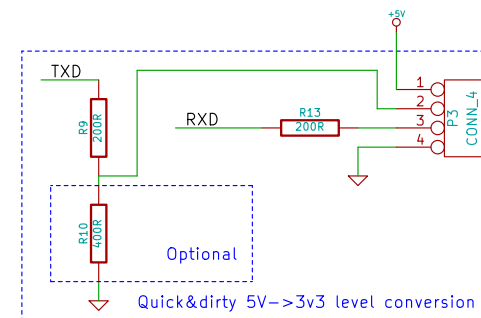 +5V
TXD
R9
200R
RXD
R13
200R
1
2
3
4
P3
CONN_4
R10
400R
Optional
Quick&dirty 5V->3v3 level conversion